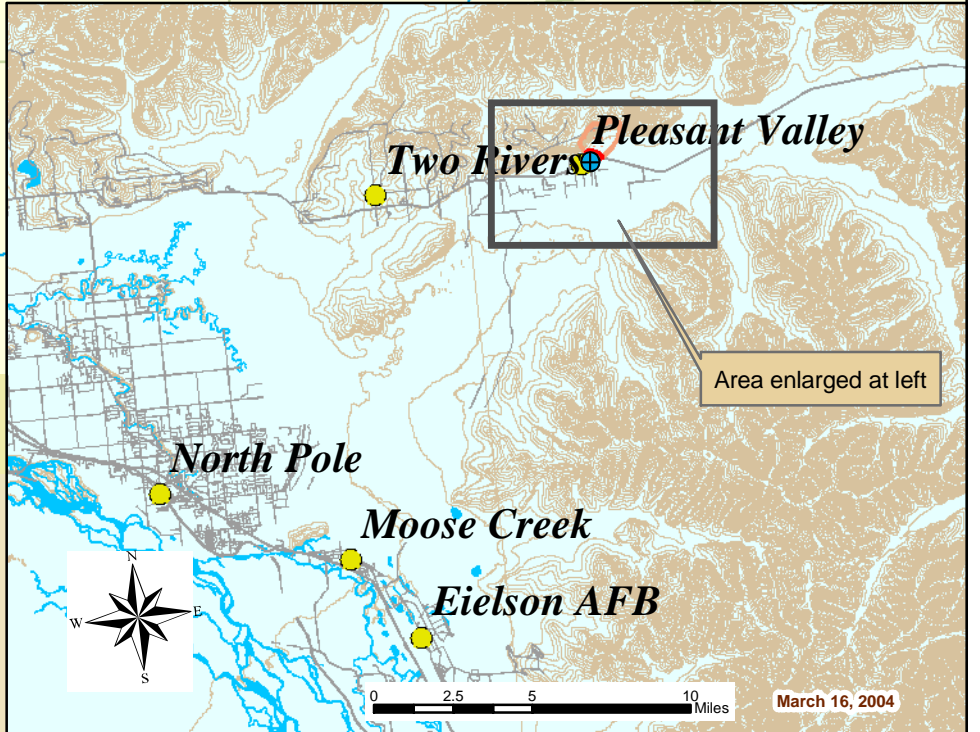 Pleasant Valley
Two Rivers
Area enlarged at left
North Pole
Moose Creek
Eielson AFB
N
W E
S
0 2.5 5 10
Miles
March 16, 2004